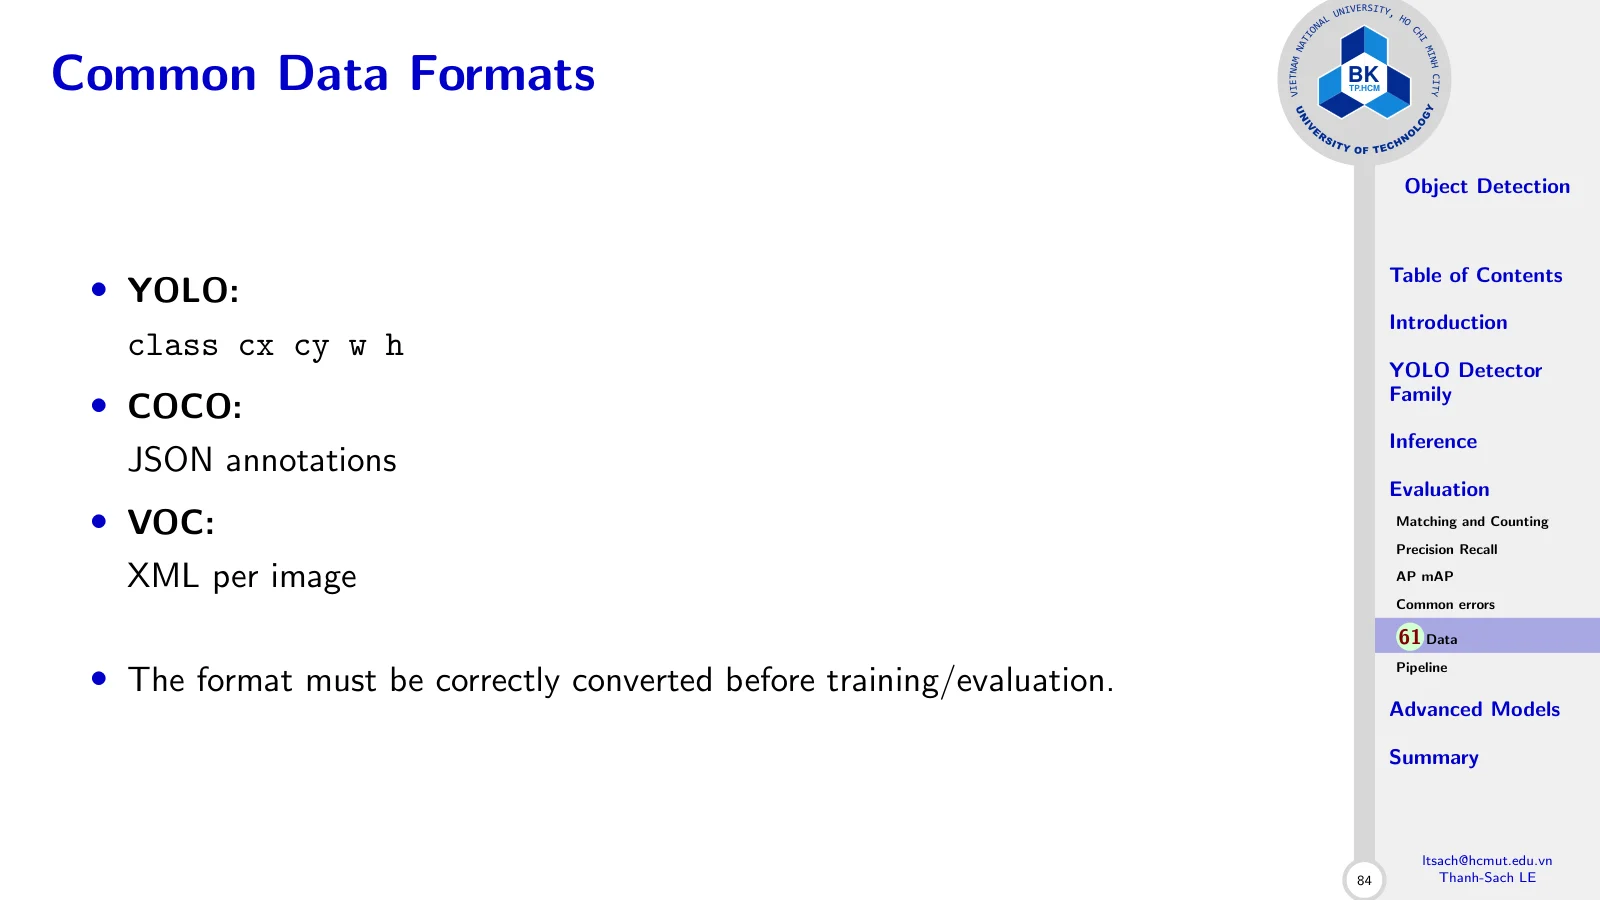 Common Data Formats
VIETNAM NATIONAL UNIVERSITY, HO CHI MINH CITY
BK
TP.HCM
UNIVERSITY OF TECHNOLOGY
• YOLO:
class cx cy w h
• COCO:
JSON annotations
• VOC:
XML per image
• The format must be correctly converted before training/evaluation.
Object Detection
Table of Contents
Introduction
YOLO Detector
Family
Inference
Evaluation
Matching and Counting
Precision Recall
AP mAP
Common errors
61 Data
Pipeline
Advanced Models
Summary
ltsach@hcmut.edu.vn
Thanh-Sach LE
84